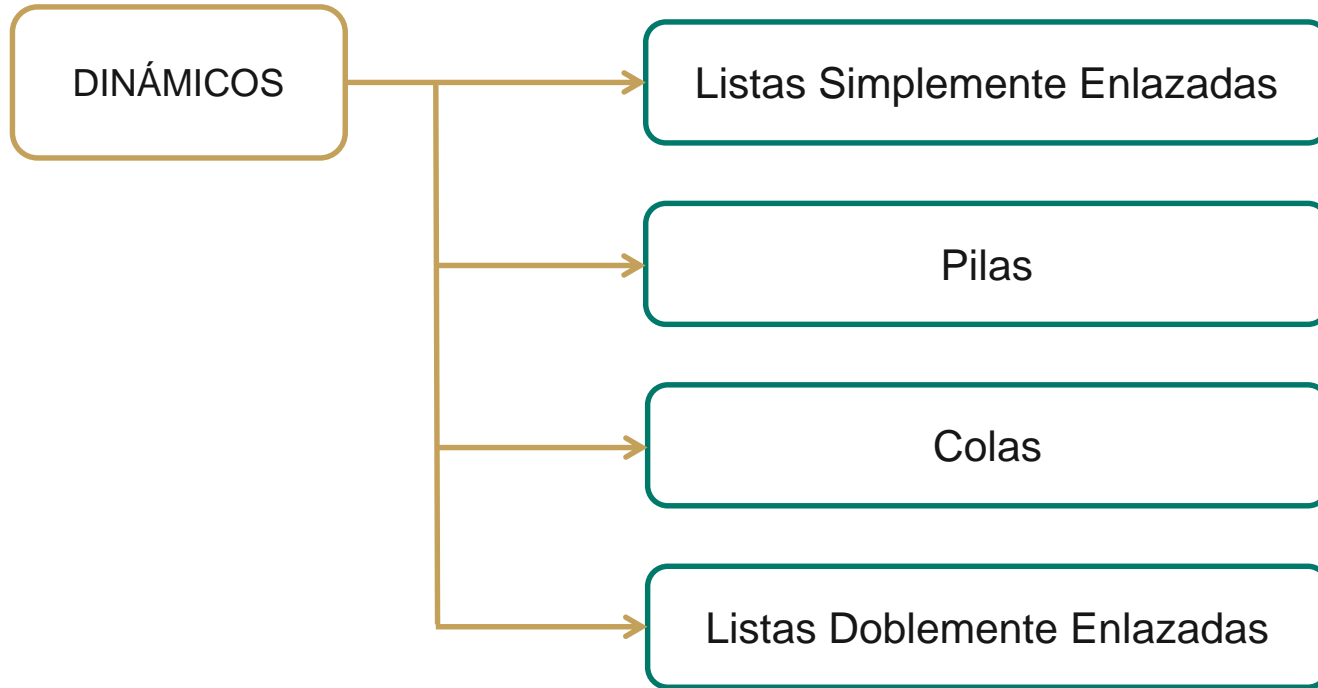 DINÁMICOS
Listas Simplemente Enlazadas
Pilas
Colas
Listas Doblemente Enlazadas